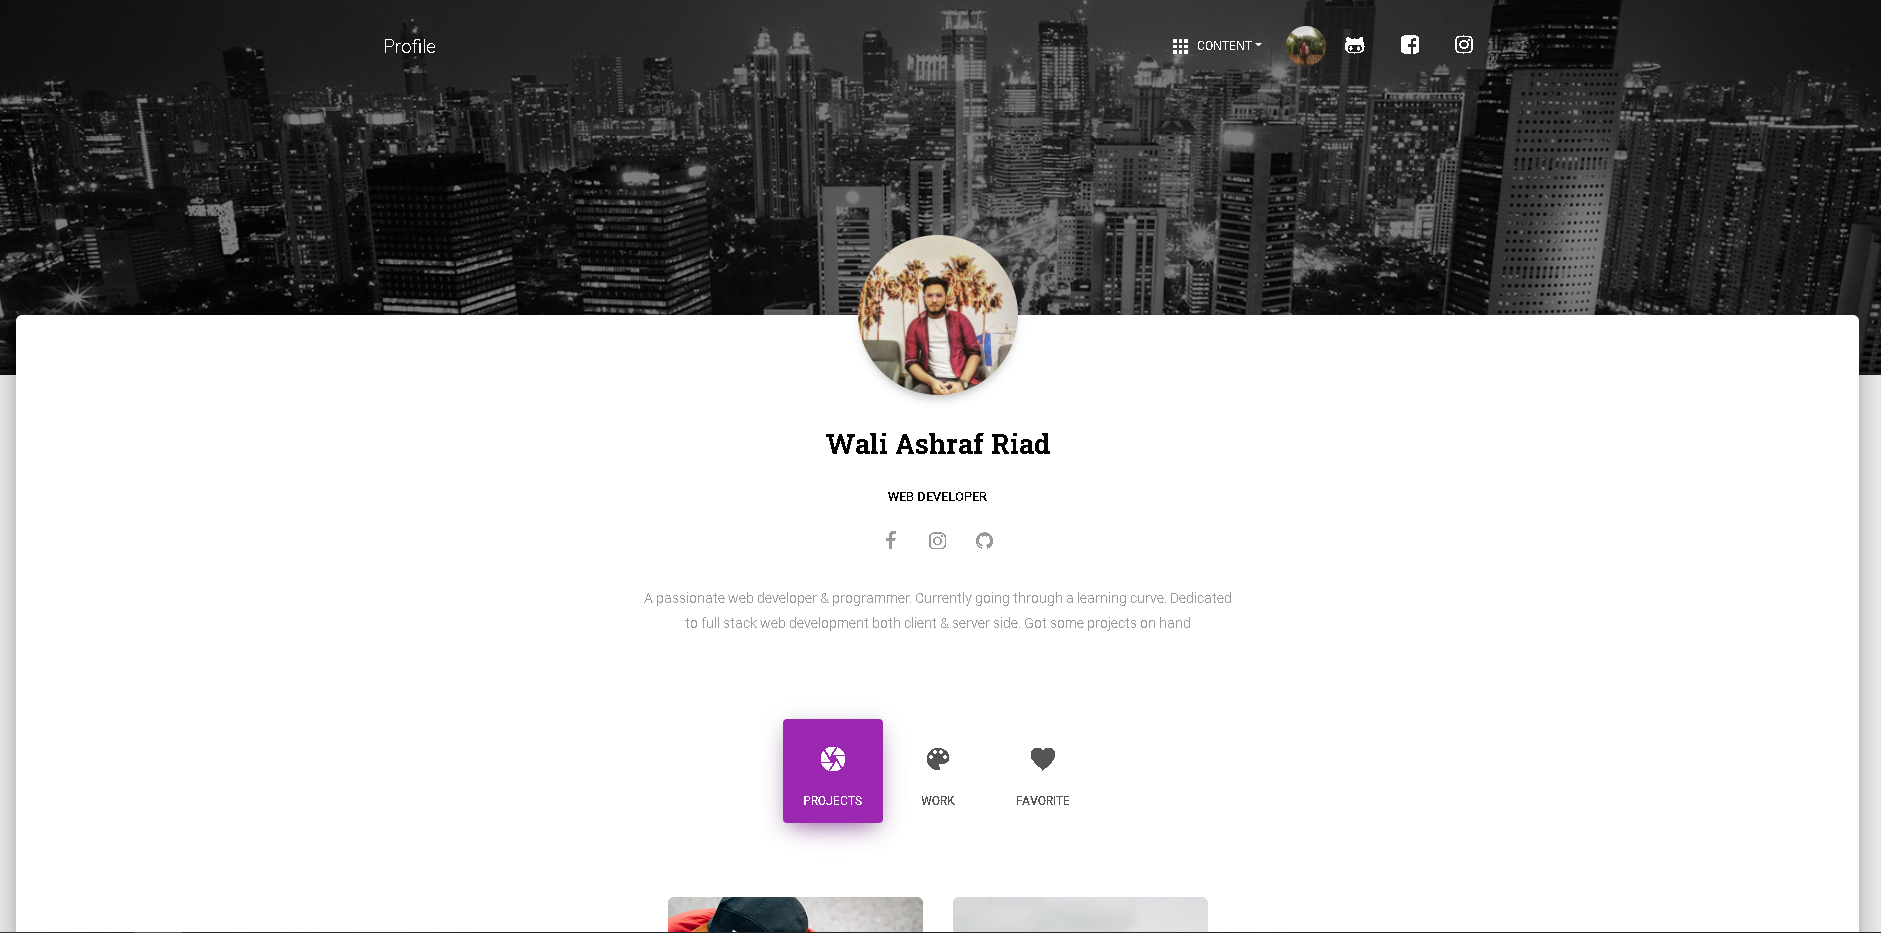 Profile
CONTENT
Wali Ashraf Riad
WEB DEVELOPER
A passionate web developer & programmer. Currently going through a learning curve. Dedicated
to full stack web development both client & server side. Got some projects on hand
PROJECTS
WORK
FAVORITE